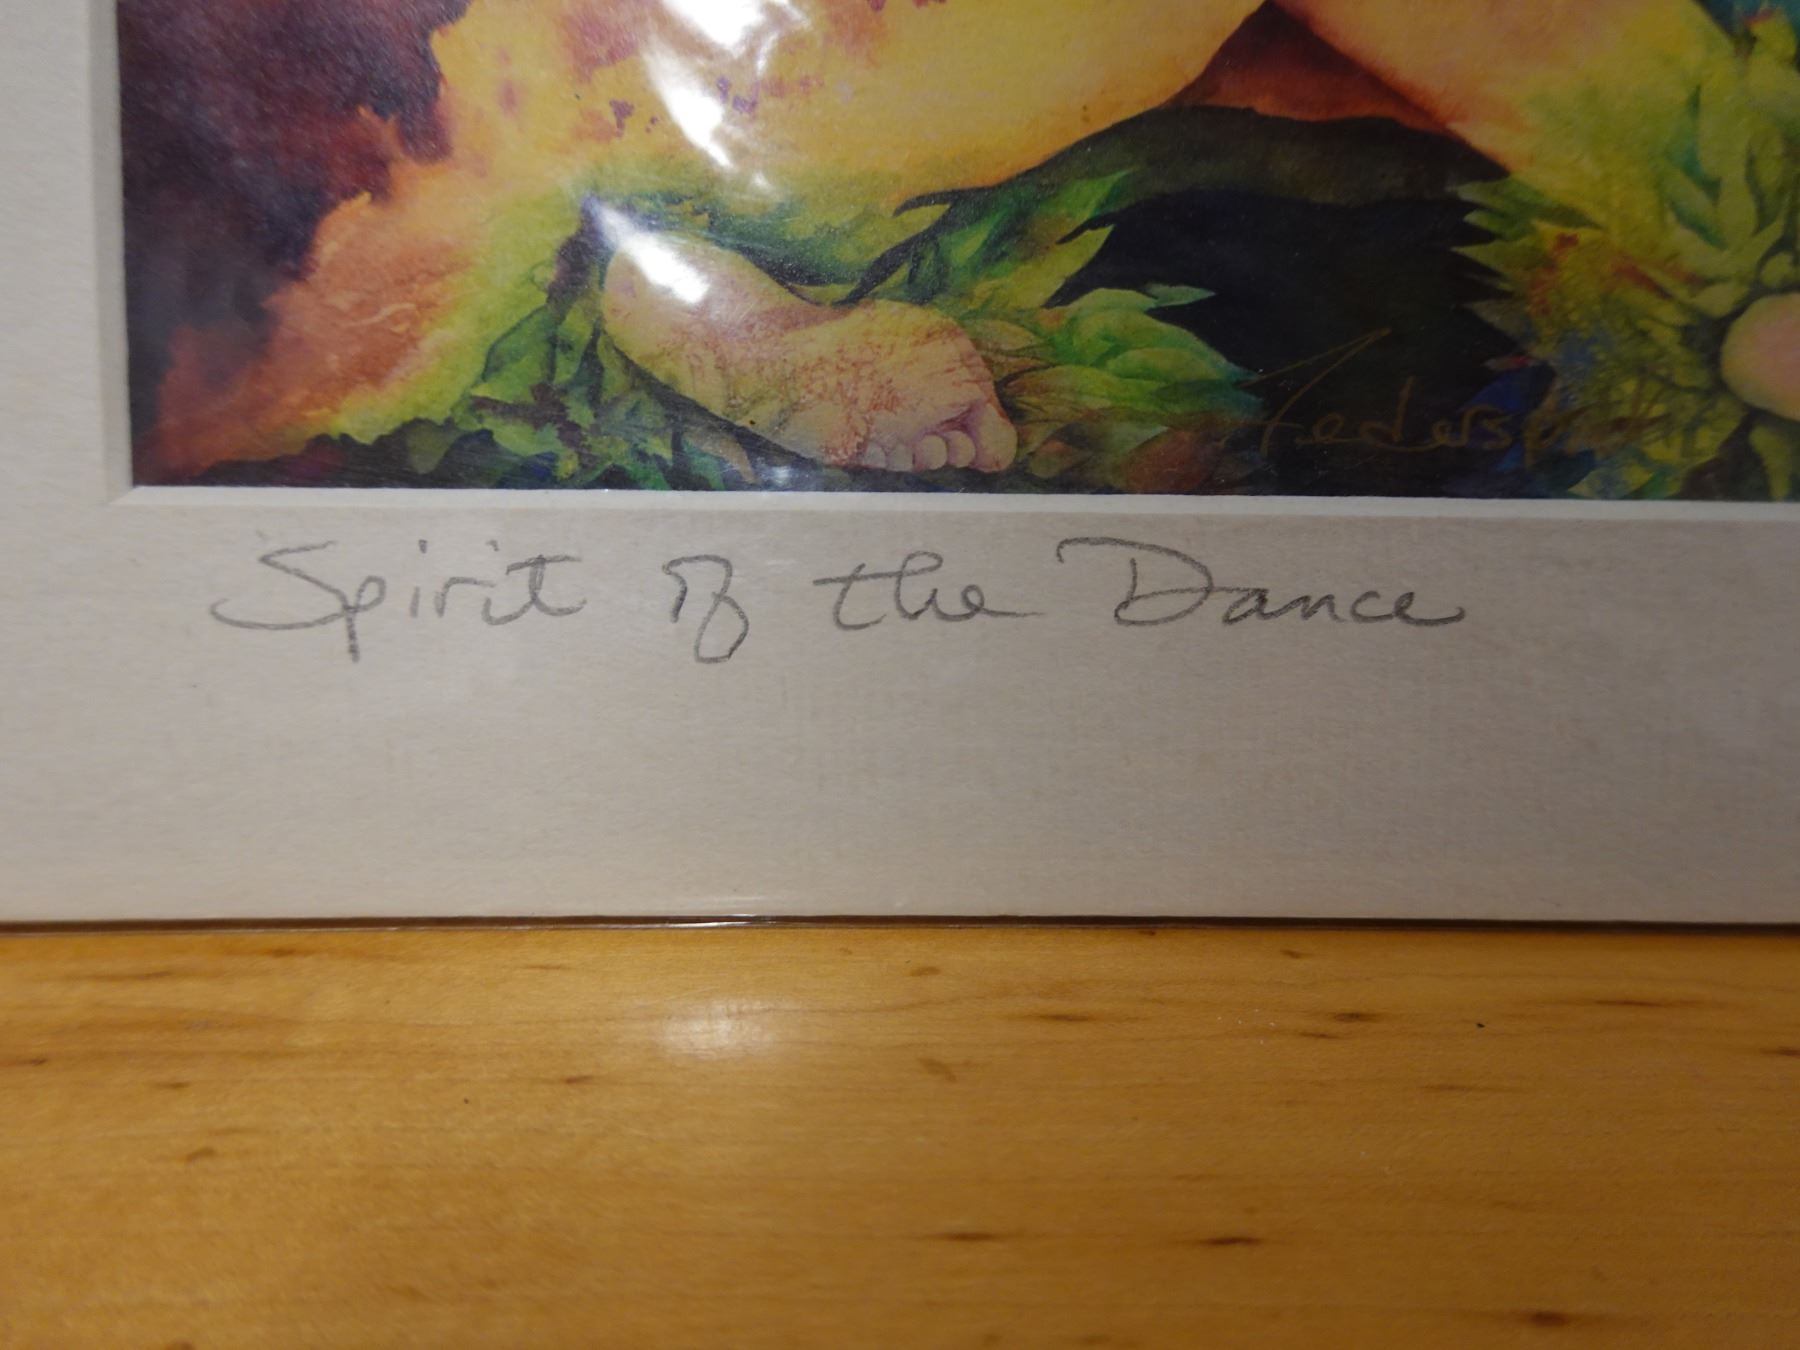 Spirit of the Dance